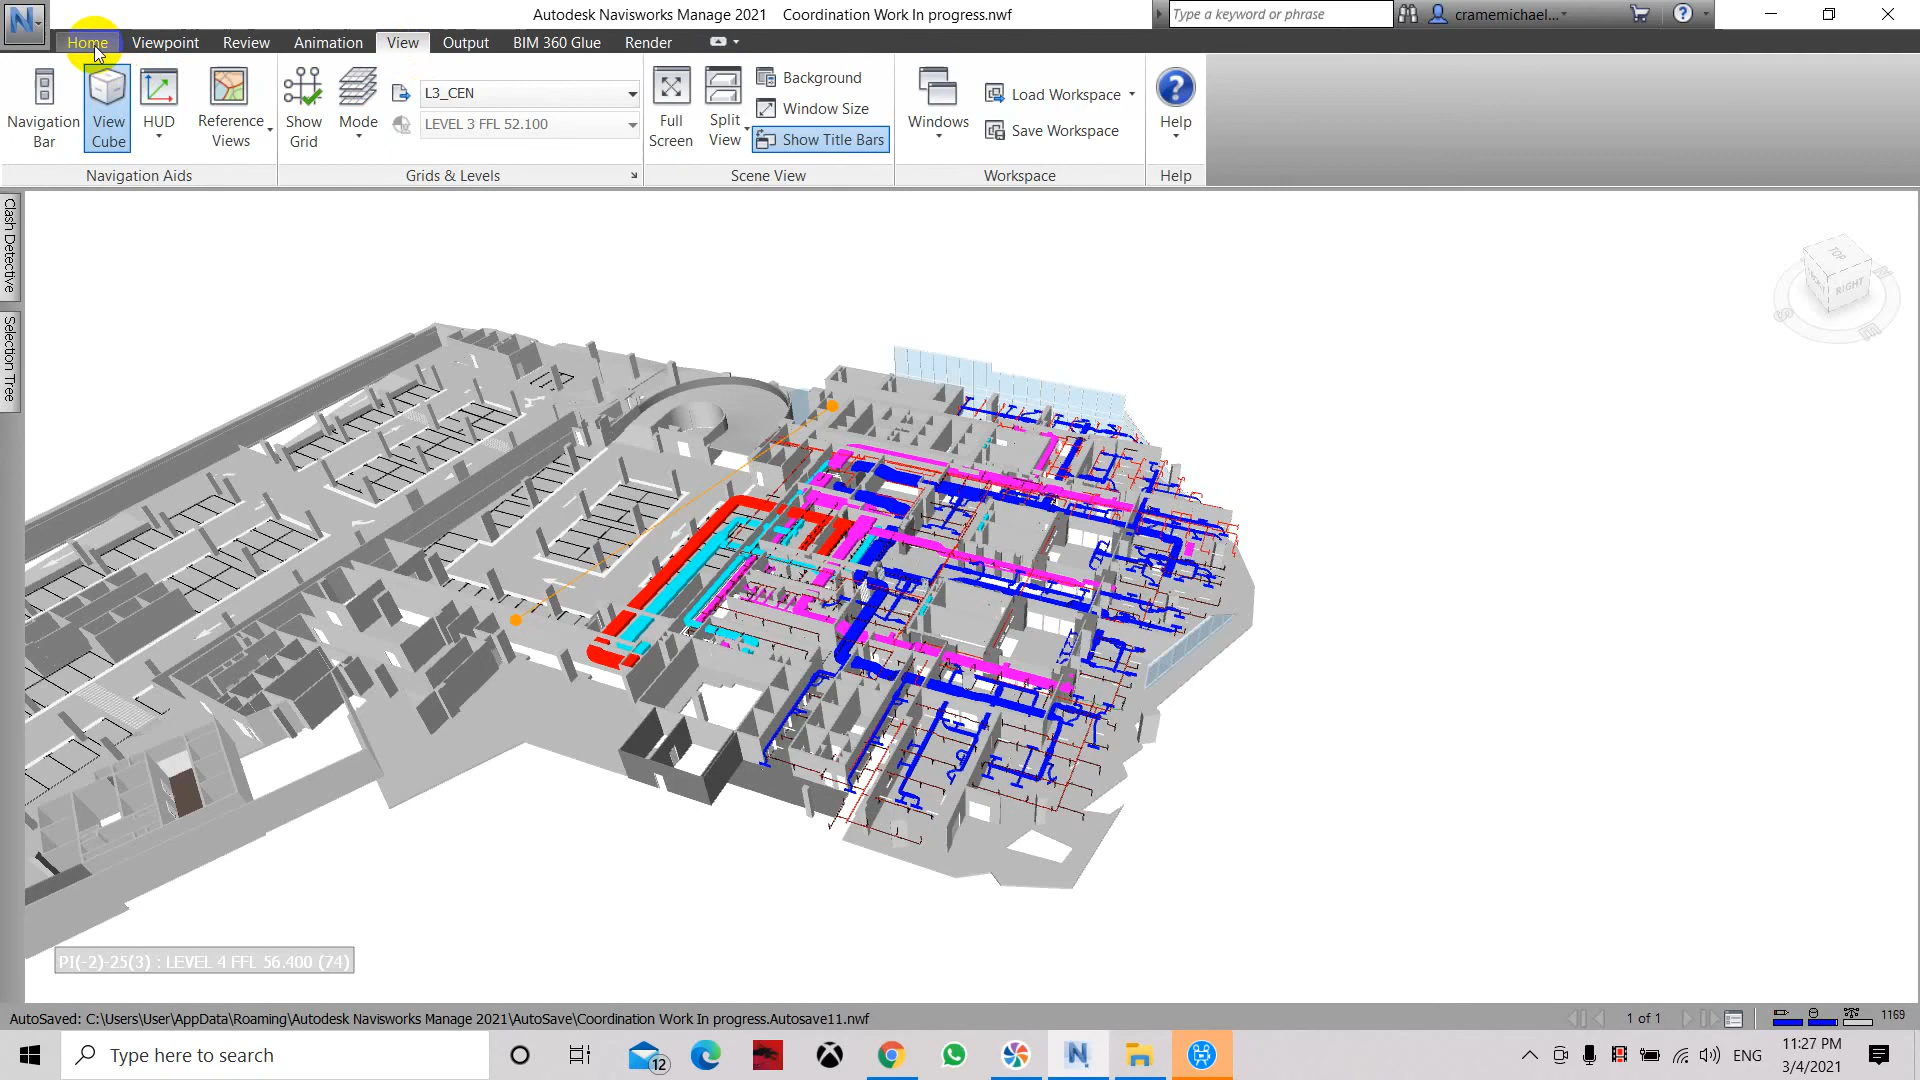 Autodesk Navisworks Manage 2021    Coordination Work In progress.nwf
Type a keyword or phrase
cramemichael...
Home
Viewpoint
Review
Animation
View
Output
BIM 360 Glue
Render
Navigation Bar
View Cube
HUD
Reference Views
Navigation Aids
Show Grid
Mode
L3_CEN
LEVEL 3 FFL 52.100
Grids & Levels
Full Screen
Split View
Background
Window Size
Show Title Bars
Scene View
Windows
Load Workspace
Save Workspace
Workspace
Help
Help
Clash Detective
Selection Tree
TOP
RIGHT
S
E
N
PI(-2)-25(3) : LEVEL 4 FFL 56.400 (74)
AutoSaved: C:\Users\User\AppData\Roaming\Autodesk Navisworks Manage 2021\AutoSave\Coordination Work In progress.Autosave11.nwf
1 of 1
1169
Type here to search
12
ENG
11:27 PM
3/4/2021